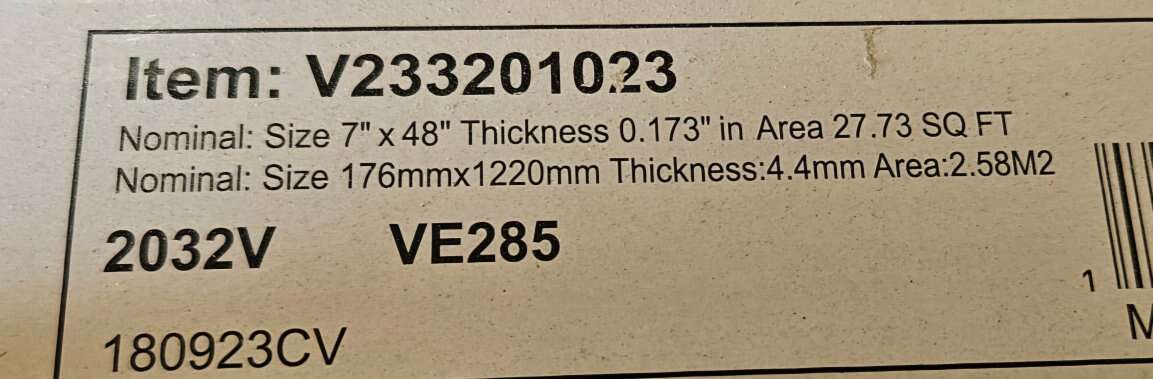 Item: V233201023
Nominal: Size 7" x 48" Thickness 0.173" in Area 27.73 SQ FT
Nominal: Size 176mmx1220mm Thickness:4.4mm Area:2.58M2
2032V VE285
1
180923CV